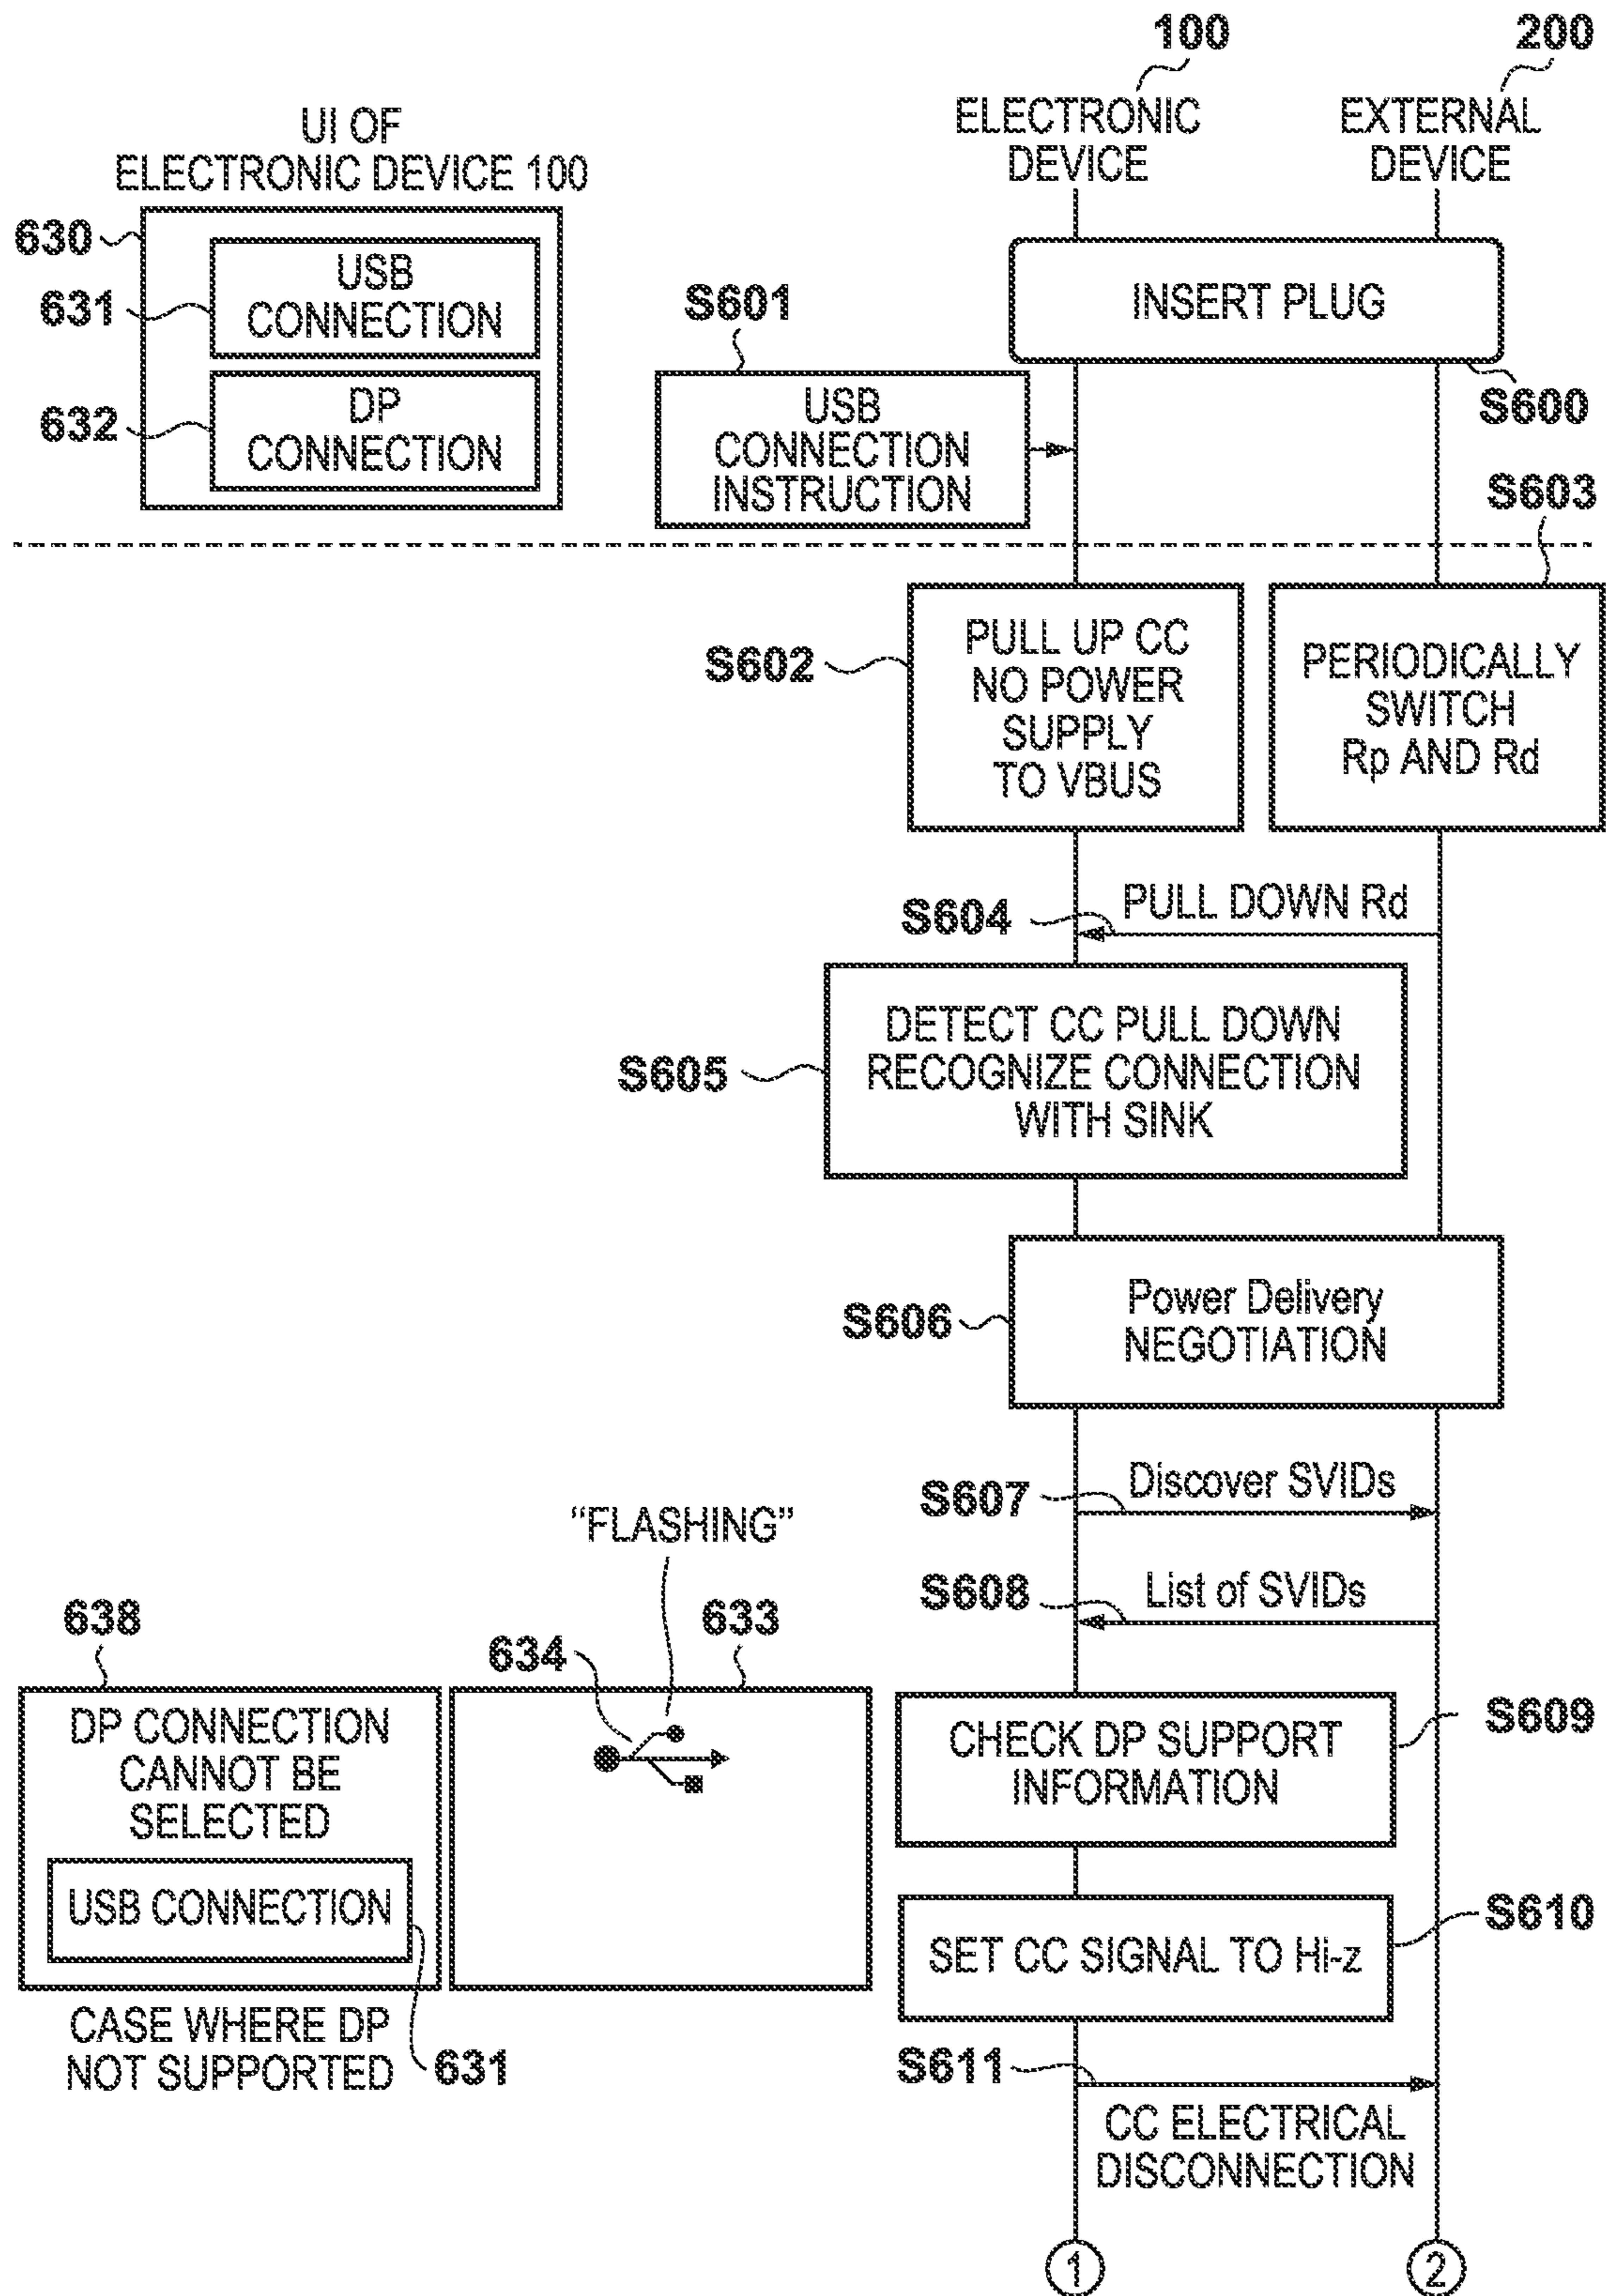 100
200
ELECTRONIC
DEVICE
EXTERNAL
DEVICE
UI OF
ELECTRONIC DEVICE 100
630
631
USB
CONNECTION
632
DP
CONNECTION
INSERT PLUG
S600
S601
USB
CONNECTION
INSTRUCTION
S603
S602
PULL UP CC
NO POWER
SUPPLY
TO VBUS
PERIODICALLY
SWITCH
Rp AND Rd
S604
PULL DOWN Rd
S605
DETECT CC PULL DOWN
RECOGNIZE CONNECTION
WITH SINK
S606
Power Delivery
NEGOTIATION
S607
Discover SVIDs
S608
List of SVIDs
"FLASHING"
638
634
633
DP CONNECTION
CANNOT BE
SELECTED
USB CONNECTION
CASE WHERE DP
NOT SUPPORTED
631
CHECK DP SUPPORT
INFORMATION
S609
SET CC SIGNAL TO Hi-z
S610
S611
CC ELECTRICAL
DISCONNECTION
1
2